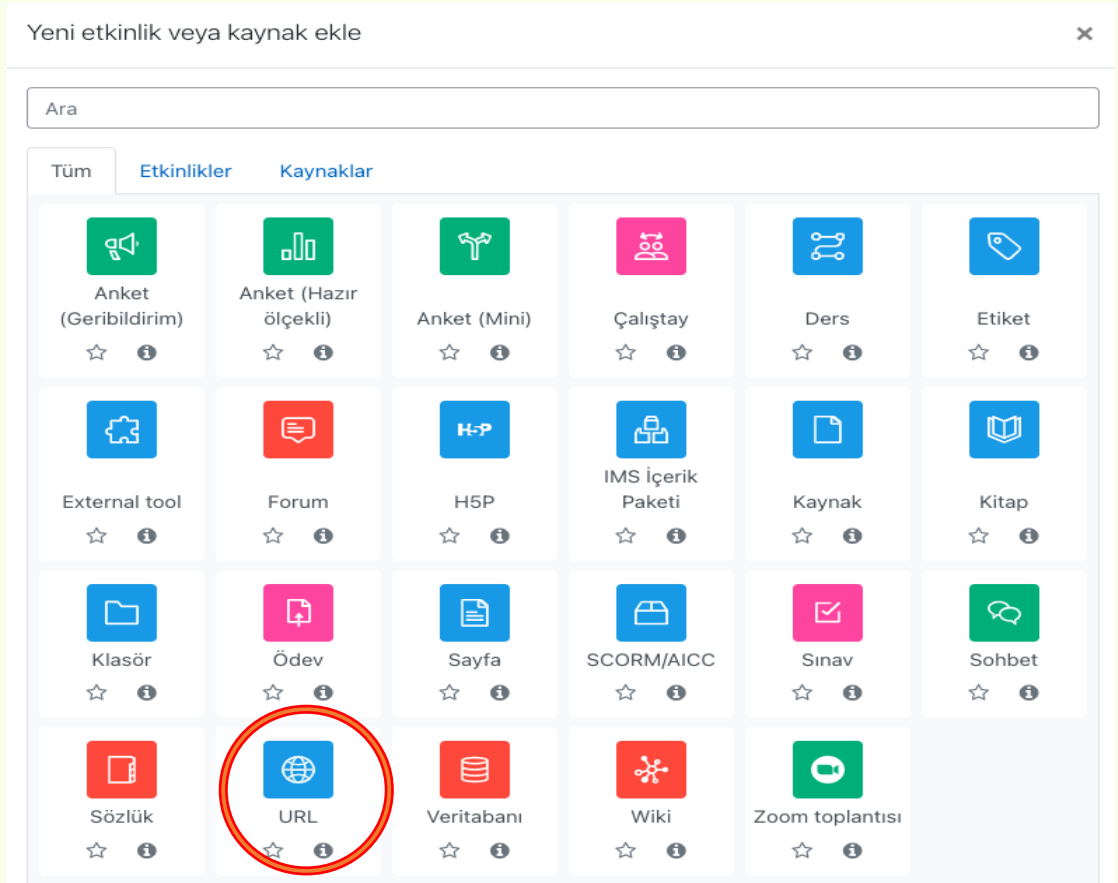 Yeni etkinlik veya kaynak ekle
Ara
Tüm Etkinlikler Kaynaklar
Anket (Geribildirim)
Anket (Hazır ölçekli)
Anket (Mini)
Çalıştay
Ders
Etiket
External tool
Forum
H5P
H5P
IMS İçerik Paketi
Kaynak
Kitap
Klasör
Ödev
Sayfa
SCORM/AICC
Sınav
Sohbet
Sözlük
URL
Veritabanı
Wiki
Zoom toplantısı